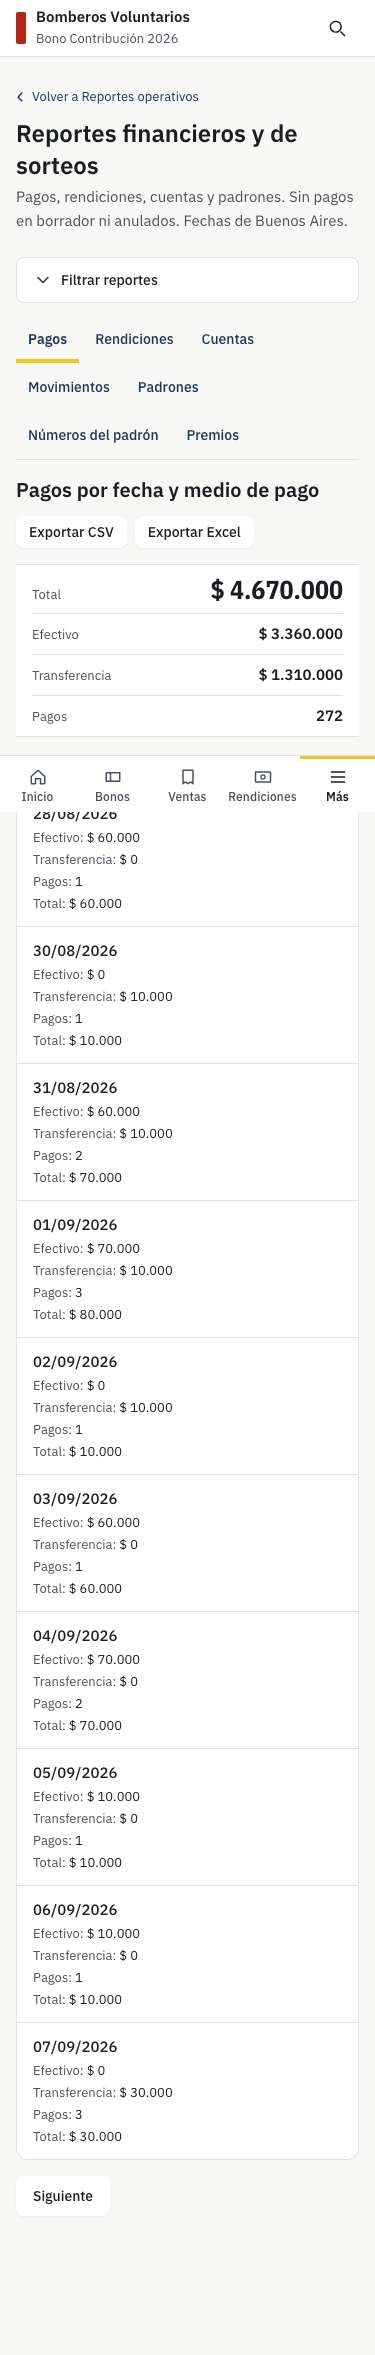 Bomberos Voluntarios
Bono Contribución 2026
Volver a Reportes operativos
Reportes financieros y de
sorteos
Pagos, rendiciones, cuentas y padrones. Sin pagos
en borrador ni anulados. Fechas de Buenos Aires.
Filtrar reportes
Pagos Rendiciones Cuentas
Movimientos Padrones
Números del padrón Premios
Pagos por fecha y medio de pago
Exportar CSV Exportar Excel
Total $ 4.670.000
Efectivo $ 3.360.000
Transferencia $ 1.310.000
Pagos 272
Inicio Bonos Ventas Rendiciones Más
28/08/2026
Efectivo: $ 60.000
Transferencia: $ 0
Pagos: 1
Total: $ 60.000
30/08/2026
Efectivo: $ 0
Transferencia: $ 10.000
Pagos: 1
Total: $ 10.000
31/08/2026
Efectivo: $ 60.000
Transferencia: $ 10.000
Pagos: 2
Total: $ 70.000
01/09/2026
Efectivo: $ 70.000
Transferencia: $ 10.000
Pagos: 3
Total: $ 80.000
02/09/2026
Efectivo: $ 0
Transferencia: $ 10.000
Pagos: 1
Total: $ 10.000
03/09/2026
Efectivo: $ 60.000
Transferencia: $ 0
Pagos: 1
Total: $ 60.000
04/09/2026
Efectivo: $ 70.000
Transferencia: $ 0
Pagos: 2
Total: $ 70.000
05/09/2026
Efectivo: $ 10.000
Transferencia: $ 0
Pagos: 1
Total: $ 10.000
06/09/2026
Efectivo: $ 10.000
Transferencia: $ 0
Pagos: 1
Total: $ 10.000
07/09/2026
Efectivo: $ 0
Transferencia: $ 30.000
Pagos: 3
Total: $ 30.000
Siguiente